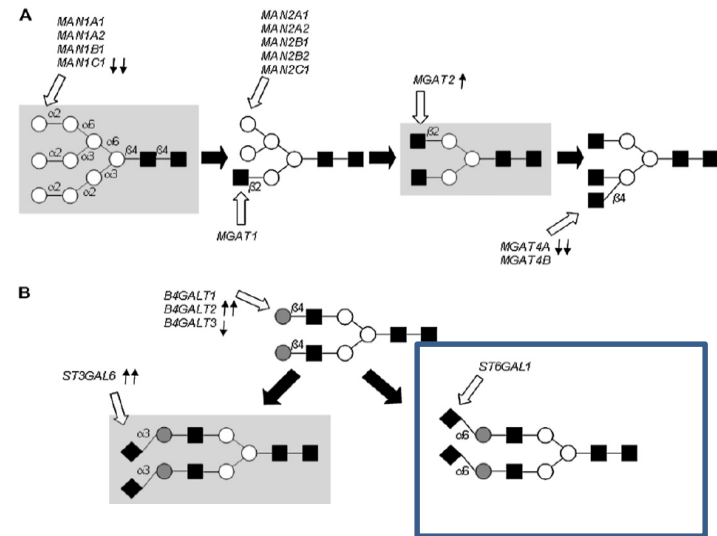 A
MAN1A1
MAN1A2
MAN1B1
MAN1C1 ↓↓
MAN2A1
MAN2A2
MAN2B1
MAN2B2
MAN2C1
MGAT2 ↑
α2 α6
α6
α2 α3 β4 β4
α3
α2 α2
β2
β2
MGAT1
β4
MGAT4A ↓↓
MGAT4B
B
B4GALT1
B4GALT2 ↑↑
B4GALT3 ↓
β4
β4
ST3GAL6 ↑↑
ST6GAL1
α3
α3
α6
α6